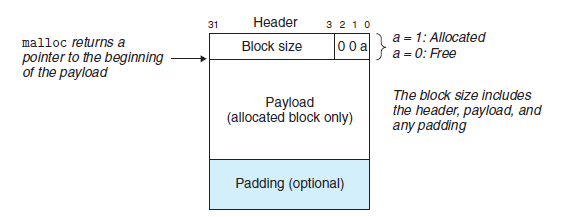 Header
31 3 2 1 0
malloc returns a
pointer to the beginning
of the payload
Block size
0 0 a
a = 1: Allocated
a = 0: Free
Payload
(allocated block only)
The block size includes
the header, payload, and
any padding
Padding (optional)